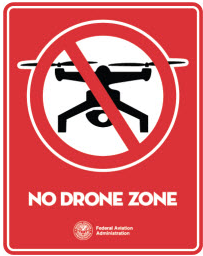 NO DRONE ZONE
Federal Aviation
Administration